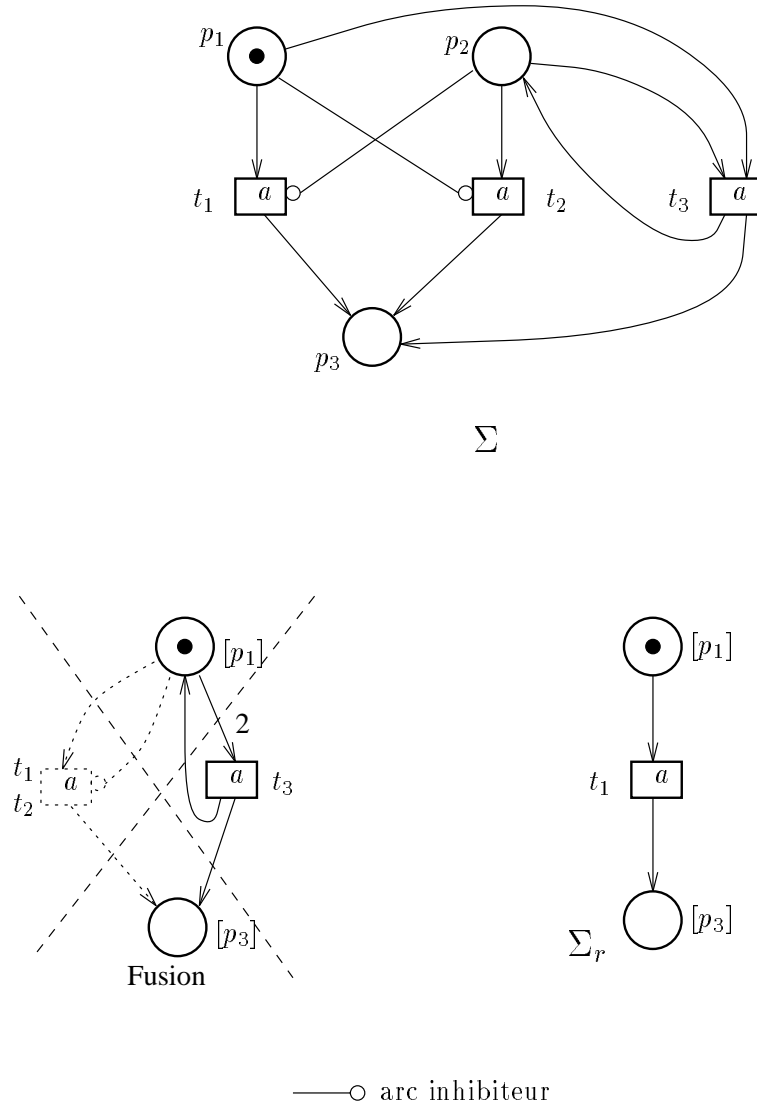 p₁
p₂
a
a
a
t₁
t₂
t₃
p₃
Σ
[p₁]
[p₁]
2
t₁
t₂
a
a
t₃
a
t₁
[p₃]
[p₃]
Σᵣ
Fusion
arc inhibiteur